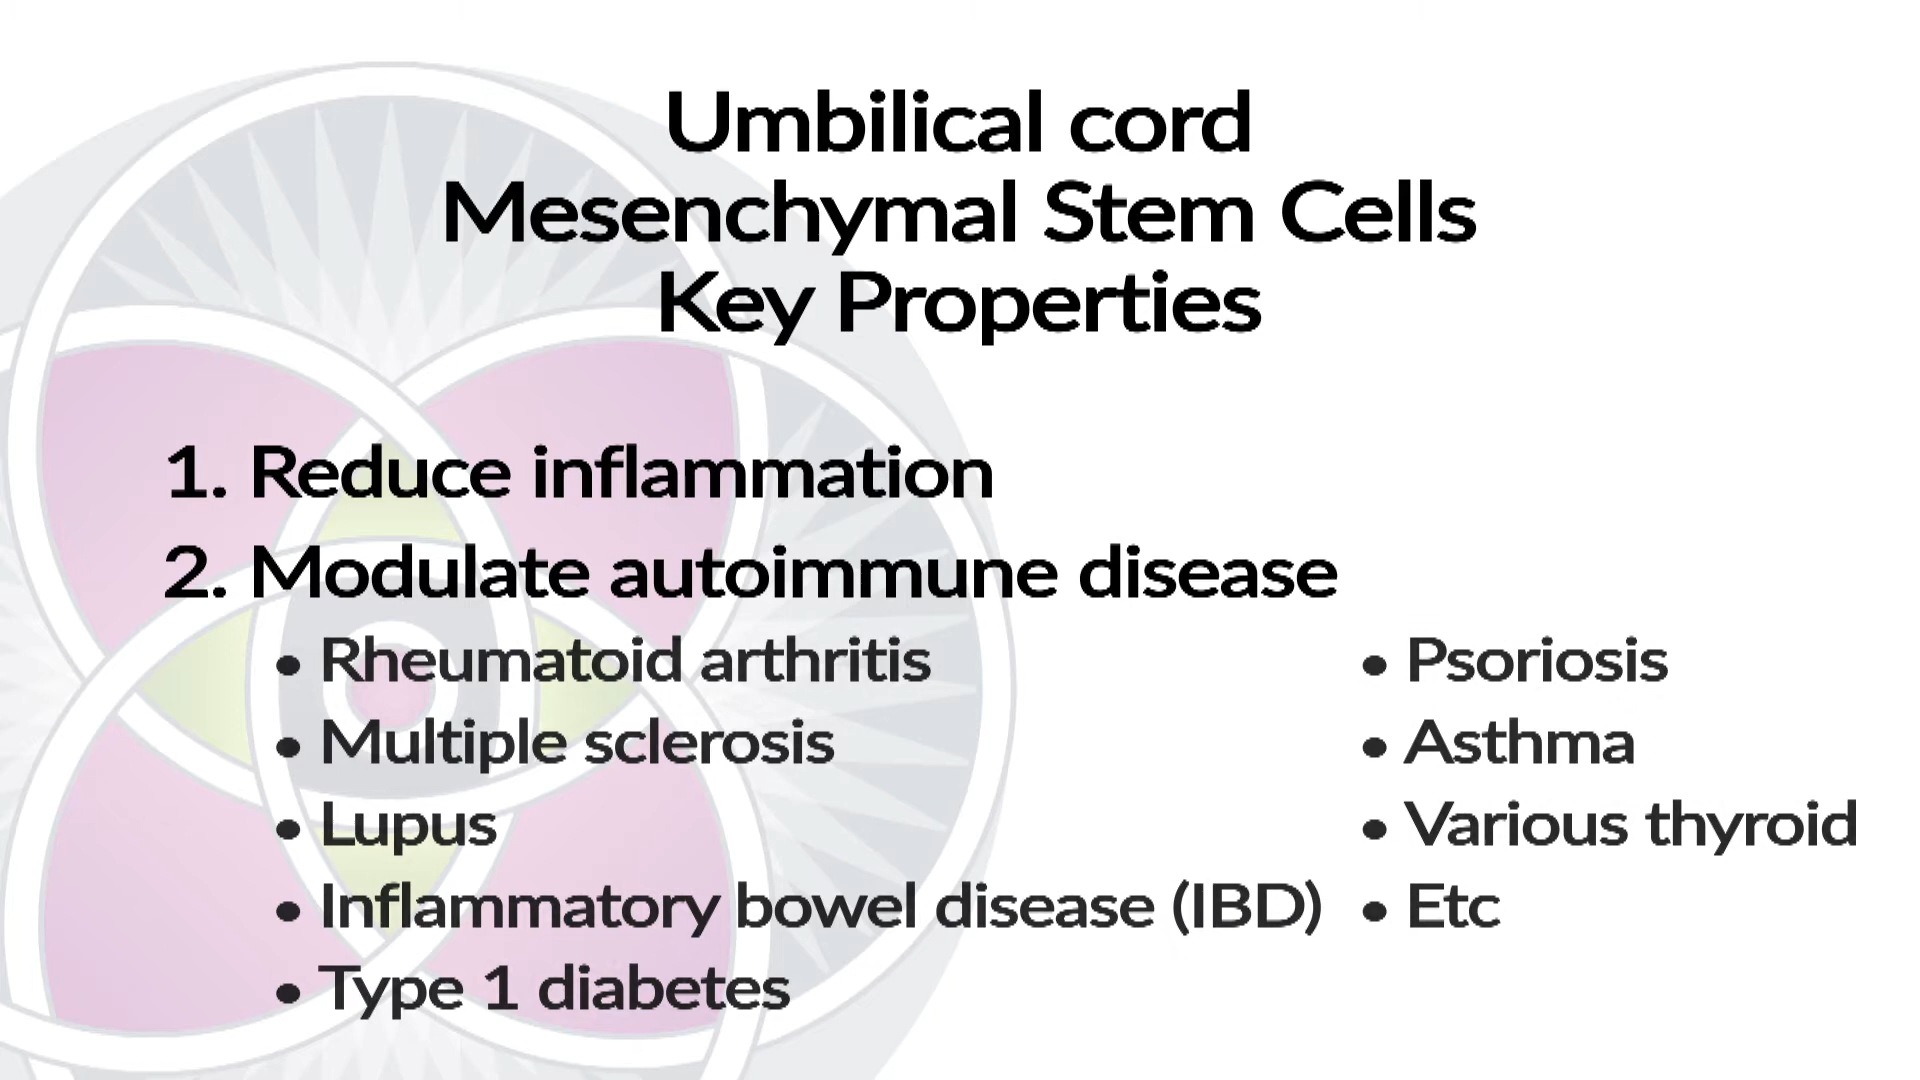 Umbilical cord
Mesenchymal Stem Cells
Key Properties
1. Reduce inflammation
2. Modulate autoimmune disease
• Rheumatoid arthritis
• Multiple sclerosis
• Lupus
• Inflammatory bowel disease (IBD)
• Type 1 diabetes
• Psoriosis
• Asthma
• Various thyroid
• Etc